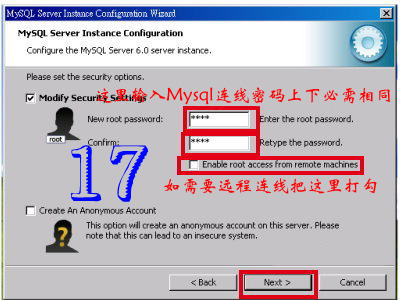 MySQL Server Instance Configuration Wizard
MySQL Server Instance Configuration
Configure the MySQL Server 6.0 server instance.
Please set the security options.
这里输入Mysql连线密码上下必需相同
Modify Security Settings
New root password: **** Enter the root password.
root
Confirm: **** Retype the password.
17
Enable root access from remote machines
如需要远程连线把这里打勾
Create An Anonymous Account
This option will create an anonymous account on this server. Please
note that this can lead to an insecure system.
< Back Next > Cancel